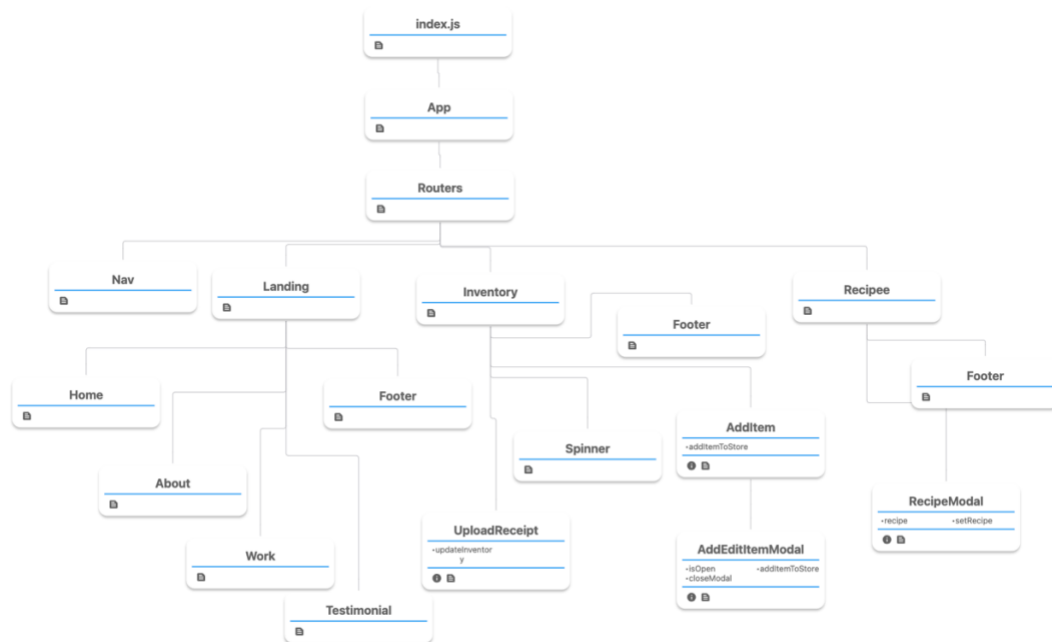 index.js
App
Routers
Nav
Landing
Inventory
Recipee
Footer
Footer
Home
Footer
AddItem
-addItemToStore
Spinner
About
RecipeModal
-recipe -setRecipe
UploadReceipt
-updateInventor
y
Work
AddEditItemModal
-isOpen -addItemToStore
-closeModal
Testimonial